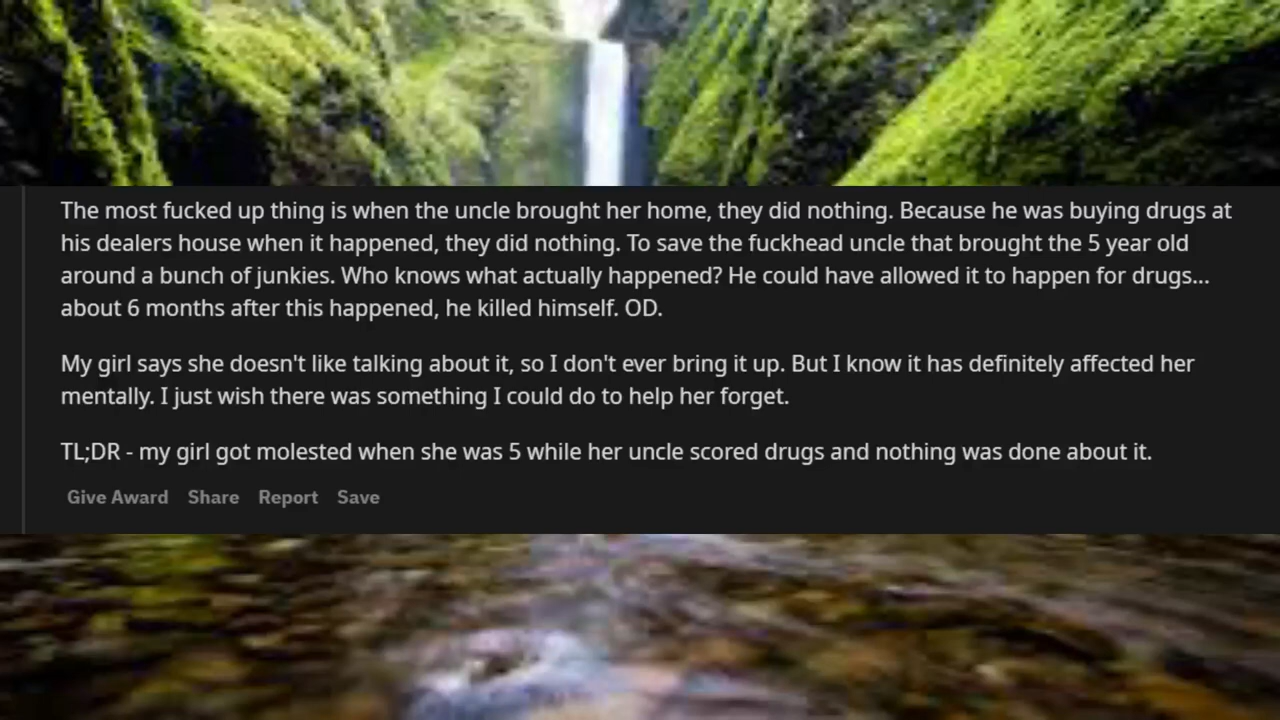 The most fucked up thing is when the uncle brought her home, they did nothing. Because he was buying drugs at
his dealers house when it happened, they did nothing. To save the fuckhead uncle that brought the 5 year old
around a bunch of junkies. Who knows what actually happened? He could have allowed it to happen for drugs...
about 6 months after this happened, he killed himself. OD.
My girl says she doesn't like talking about it, so I don't ever bring it up. But I know it has definitely affected her
mentally. I just wish there was something I could do to help her forget.
TL;DR - my girl got molested when she was 5 while her uncle scored drugs and nothing was done about it.
Give Award Share Report Save